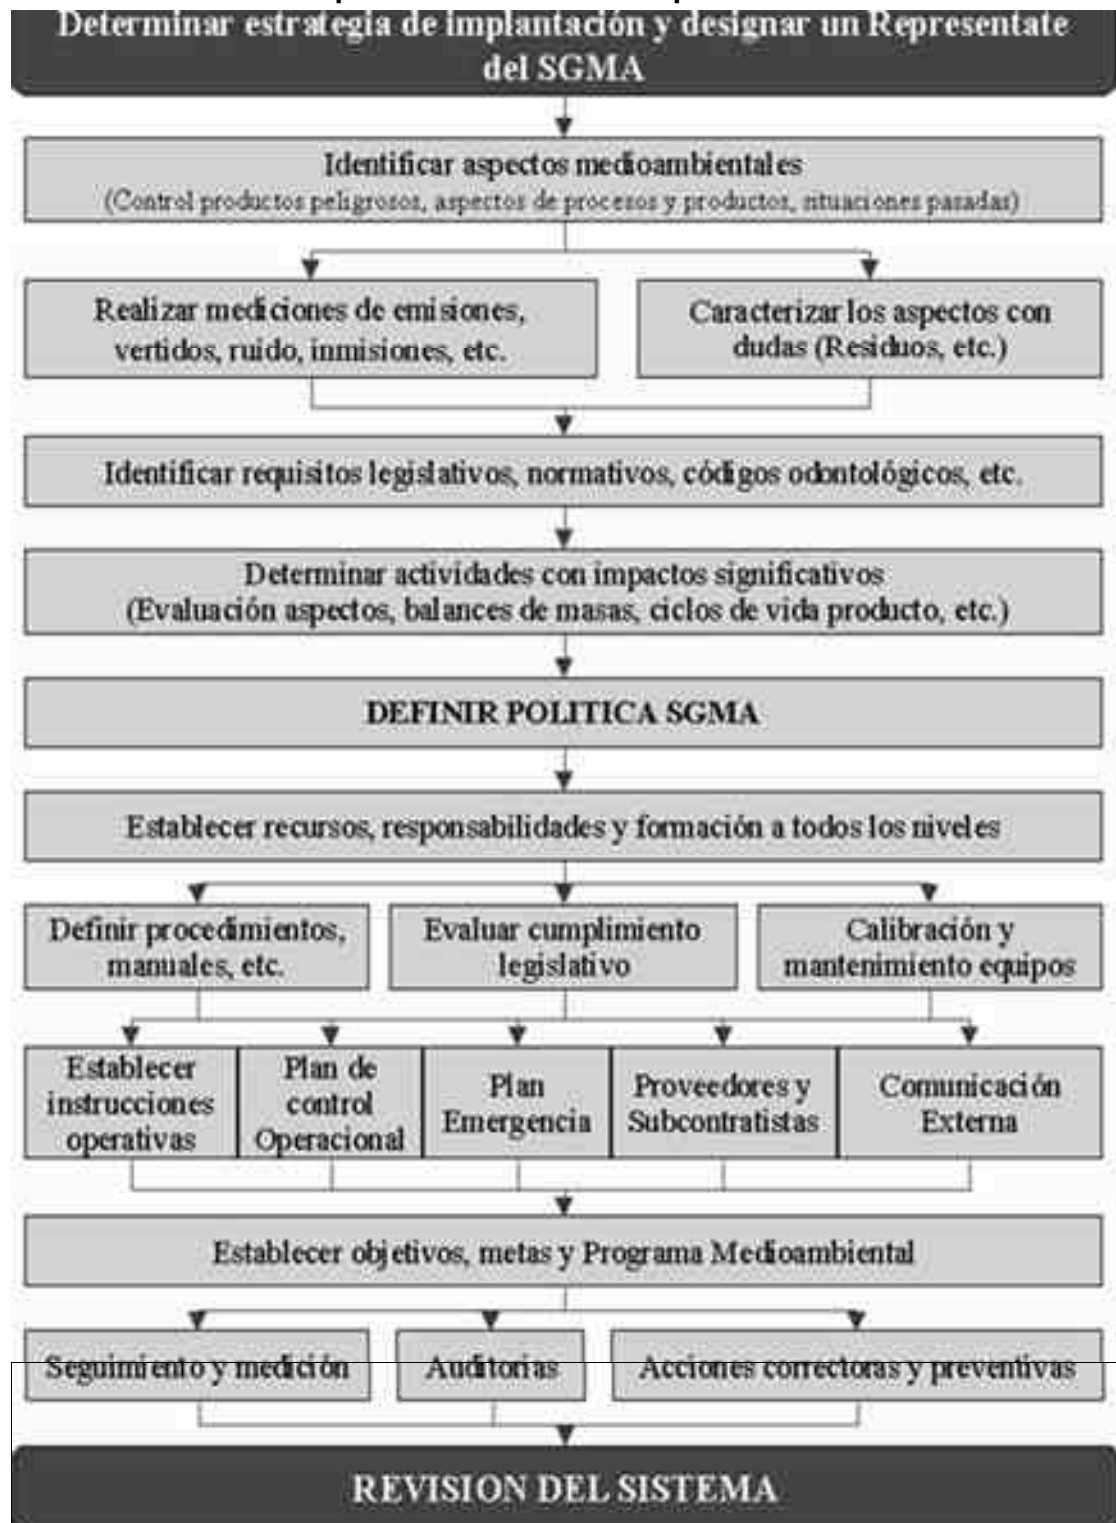 Determinar estrategia de implantación y designar un Representate
del SGMA
Identificar aspectos medioambientales
(Control productos peligrosos, aspectos de procesos y productos, situaciones pasadas)
Realizar mediciones de emisiones,
vertidos, ruido, inmisiones, etc.
Caracterizar los aspectos con
dudas (Residuos, etc.)
Identificar requisitos legislativos, normativos, códigos odontológicos, etc.
Determinar actividades con impactos significativos
(Evaluación aspectos, balances de masas, ciclos de vida producto, etc.)
DEFINIR POLITICA SGMA
Establecer recursos, responsabilidades y formación a todos los niveles
Definir procedimientos,
manuales, etc.
Evaluar cumplimiento
legislativo
Calibración y
mantenimiento equipos
Establecer
instrucciones
operativas
Plan de
control
Operacional
Plan
Emergencia
Proveedores y
Subcontratistas
Comunicación
Externa
Establecer objetivos, metas y Programa Medioambiental
Seguimiento y medición
Auditorias
Acciones correctoras y preventivas
REVISION DEL SISTEMA